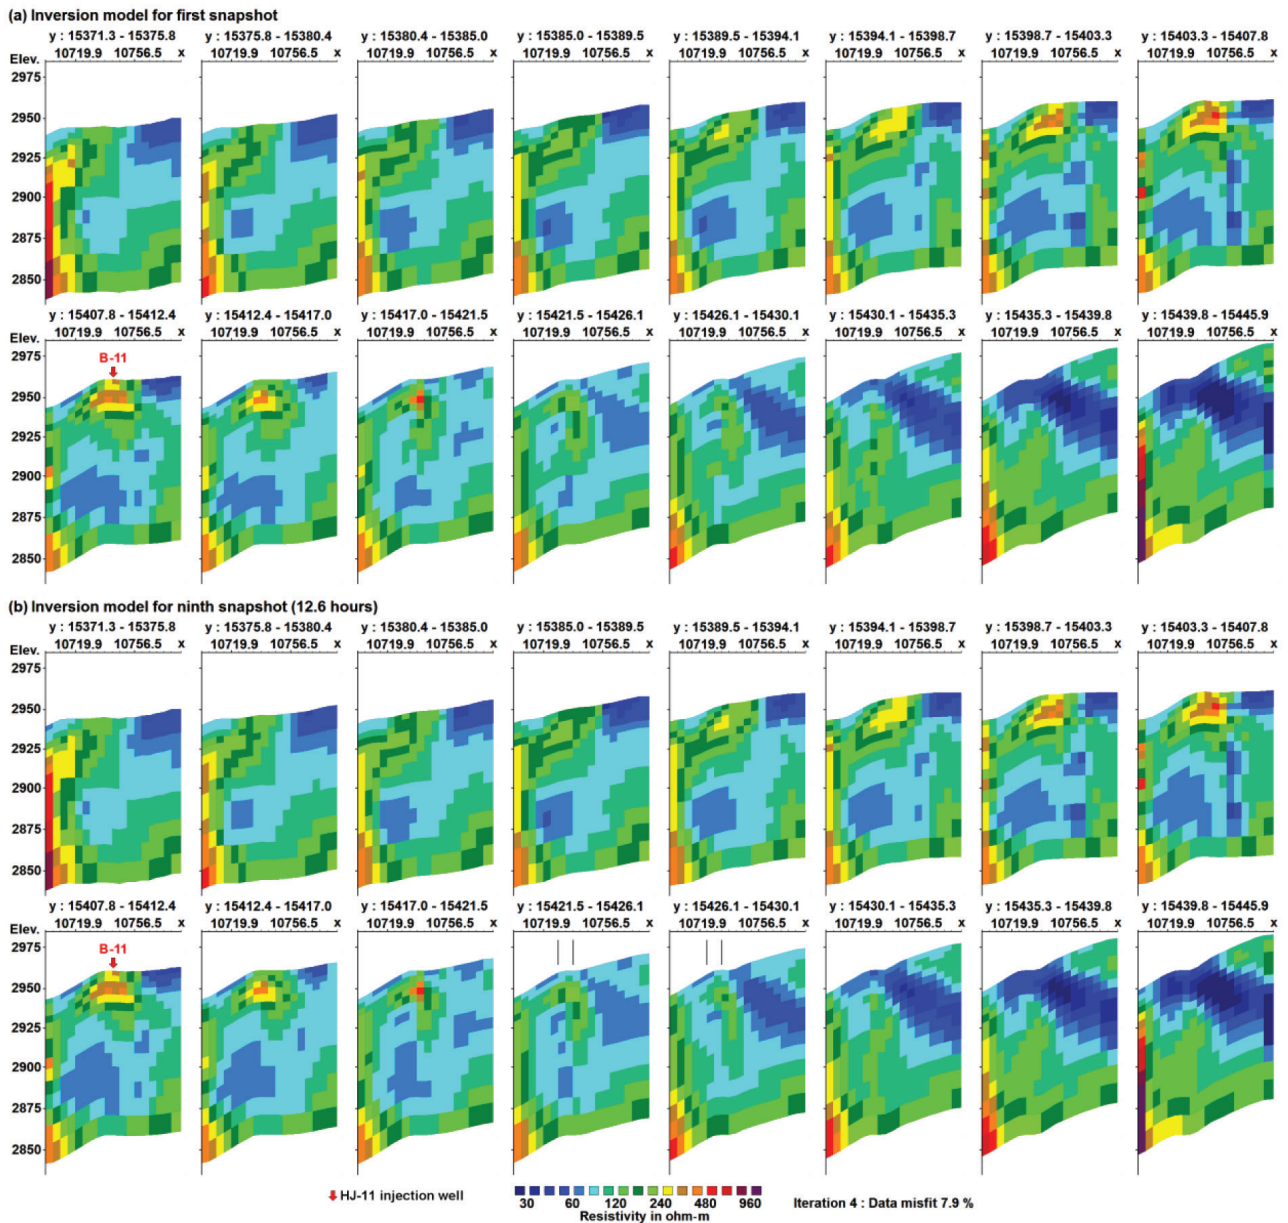 (a) Inversion model for first snapshot
y : 15371.3 - 15375.8 y : 15375.8 - 15380.4 y : 15380.4 - 15385.0 y : 15385.0 - 15389.5 y : 15389.5 - 15394.1 y : 15394.1 - 15398.7 y : 15398.7 - 15403.3 y : 15403.3 - 15407.8
10719.9 10756.5 x 10719.9 10756.5 x 10719.9 10756.5 x 10719.9 10756.5 x 10719.9 10756.5 x 10719.9 10756.5 x 10719.9 10756.5 x 10719.9 10756.5 x
Elev.
2975
2950
2925
2900
2875
2850
y : 15407.8 - 15412.4 y : 15412.4 - 15417.0 y : 15417.0 - 15421.5 y : 15421.5 - 15426.1 y : 15426.1 - 15430.1 y : 15430.1 - 15435.3 y : 15435.3 - 15439.8 y : 15439.8 - 15445.9
10719.9 10756.5 x 10719.9 10756.5 x 10719.9 10756.5 x 10719.9 10756.5 x 10719.9 10756.5 x 10719.9 10756.5 x 10719.9 10756.5 x 10719.9 10756.5 x
Elev.
2975
B-11
2950
2925
2900
2875
2850
(b) Inversion model for ninth snapshot (12.6 hours)
y : 15371.3 - 15375.8 y : 15375.8 - 15380.4 y : 15380.4 - 15385.0 y : 15385.0 - 15389.5 y : 15389.5 - 15394.1 y : 15394.1 - 15398.7 y : 15398.7 - 15403.3 y : 15403.3 - 15407.8
10719.9 10756.5 x 10719.9 10756.5 x 10719.9 10756.5 x 10719.9 10756.5 x 10719.9 10756.5 x 10719.9 10756.5 x 10719.9 10756.5 x 10719.9 10756.5 x
Elev.
2975
2950
2925
2900
2875
2850
y : 15407.8 - 15412.4 y : 15412.4 - 15417.0 y : 15417.0 - 15421.5 y : 15421.5 - 15426.1 y : 15426.1 - 15430.1 y : 15430.1 - 15435.3 y : 15435.3 - 15439.8 y : 15439.8 - 15445.9
10719.9 10756.5 x 10719.9 10756.5 x 10719.9 10756.5 x 10719.9 10756.5 x 10719.9 10756.5 x 10719.9 10756.5 x 10719.9 10756.5 x 10719.9 10756.5 x
Elev.
2975
B-11
2950
2925
2900
2875
2850
HJ-11 injection well
30 60 120 240 480 960
Resistivity in ohm-m
Iteration 4 : Data misfit 7.9 %